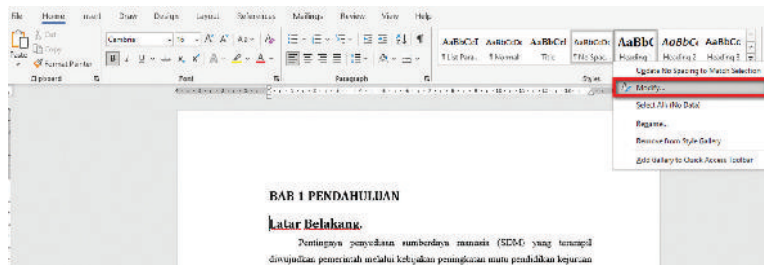 File Home Insert Draw Design Layout References Mailings Review View Help
Cut
Copy
Paste Format Painter
Cambria 16
Clipboard Font Paragraph Styles
AaBbCcI AaBbCcDc AaBbCcI AaBbCcDc AaBbC AaBbCc AaBbCc
¶ List Para... ¶ Normal Title ¶ No Spac... Heading Heading 2 Heading 3
Update No Spacing to Match Selection
Modify...
Select All: (No Data)
Rename...
Remove from Style Gallery
Add Gallery to Quick Access Toolbar
BAB 1 PENDAHULUAN
Latar Belakang.
Pentingnya penyediaan sumberdaya manusia (SDM) yang terampil
diwujudkan pemerintah melalui kebijakan peningkatan mutu pendidikan kejuruan